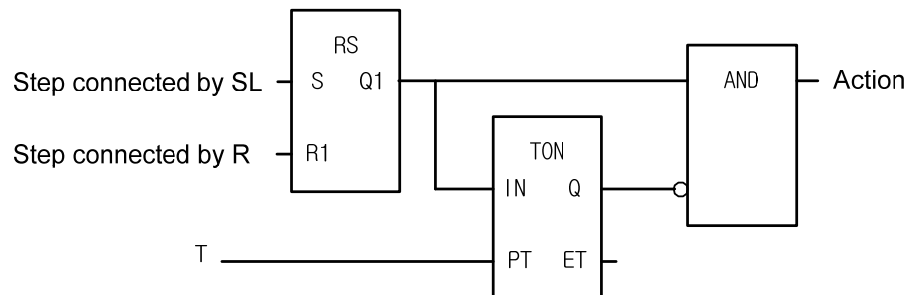 RS
Step connected by SL
S Q1
AND
Action
Step connected by R
R1
TON
IN Q
T
PT ET